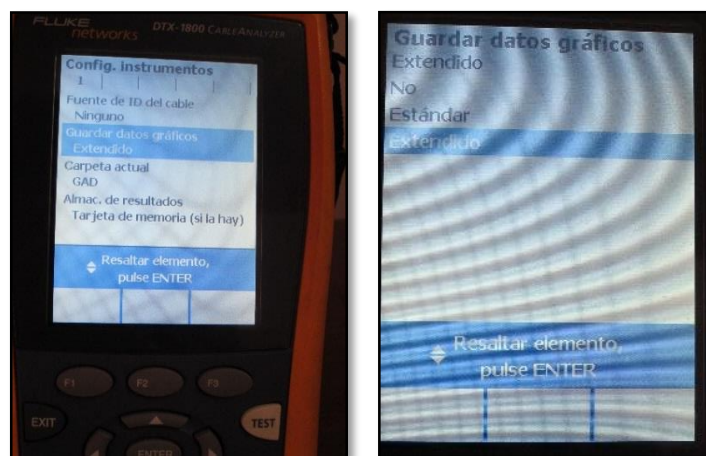 FLUKE
networks
DTX-1800 CABLEANALYZER
Config. instrumentos
1
Fuente de ID del cable
Ninguno
Guardar datos gráficos
Extendido
Carpeta actual
GAD
Almac. de resultados
Tarjeta de memoria (si la hay)
Resaltar elemento,
pulse ENTER
F1
F2
F3
EXIT
TEST
ENTER
Guardar datos gráficos
Extendido
No
Estándar
Extendido
Resaltar elemento,
pulse ENTER